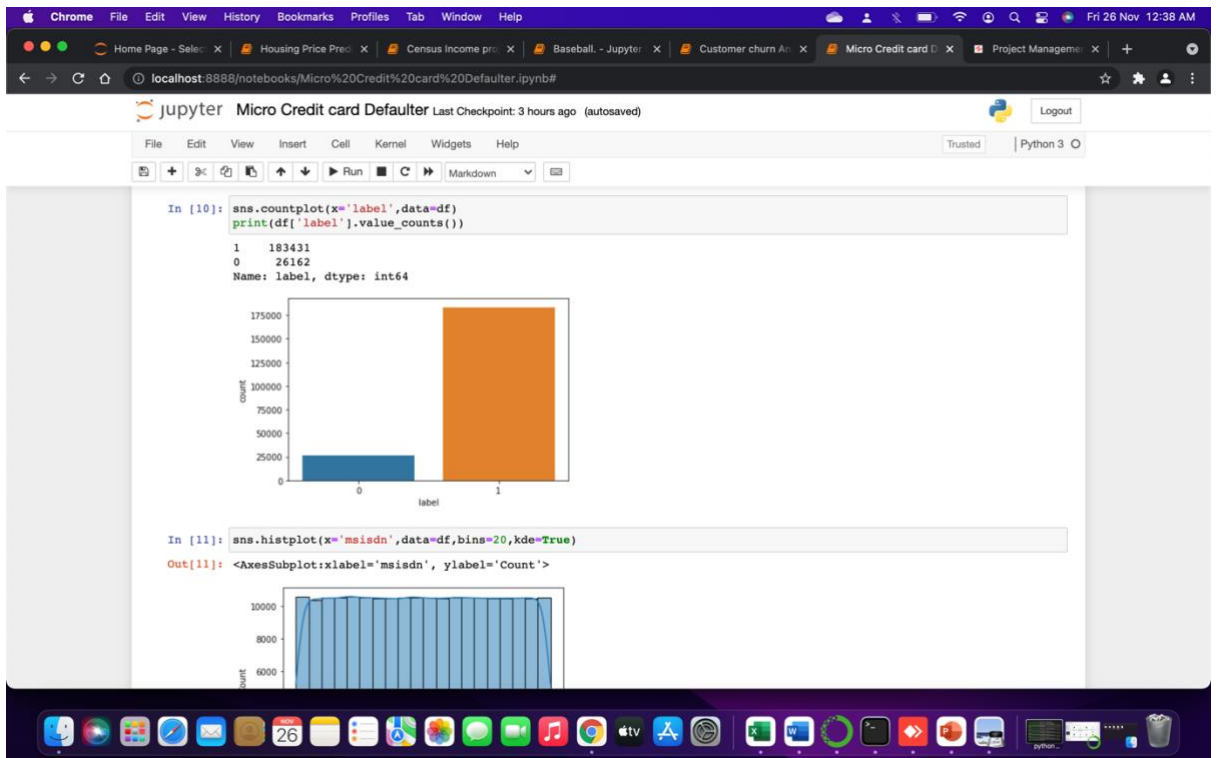 Chrome File Edit View History Bookmarks Profiles Tab Window Help Fri 26 Nov 12:38 AM
Home Page - Selec Housing Price Pred Census Income pro Baseball. - Jupyter Customer churn An Micro Credit card D Project Managemen
localhost:8888/notebooks/Micro%20Credit%20card%20Defaulter.ipynb#
jupyter Micro Credit card Defaulter Last Checkpoint: 3 hours ago (autosaved) Logout
File Edit View Insert Cell Kernel Widgets Help Trusted Python 3
Run Markdown
In [10]: sns.countplot(x='label',data=df)
print(df['label'].value_counts())
1 183431
0 26162
Name: label, dtype: int64
175000
150000
125000
100000
75000
50000
25000
0
count
0 1
label
In [11]: sns.histplot(x='msisdn',data=df,bins=20,kde=True)
Out[11]: <AxesSubplot:xlabel='msisdn', ylabel='Count'>
10000
8000
6000
NOV
26
tv
python...